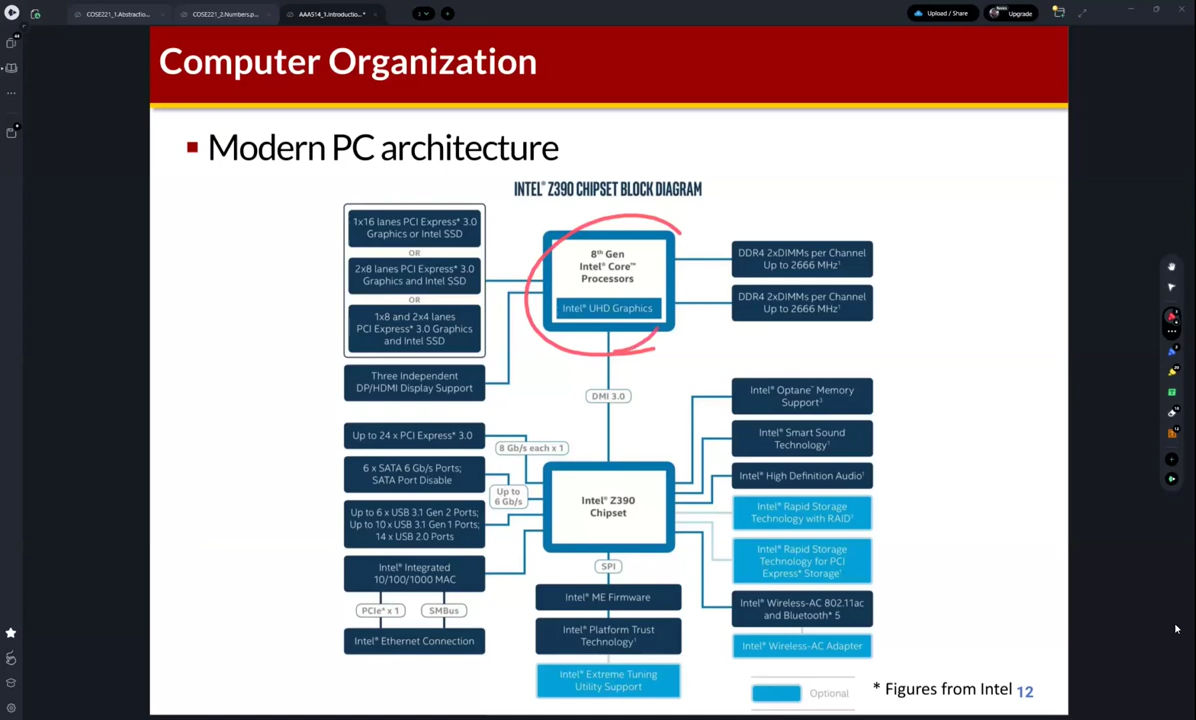 COSE221_1.Abstractio...
COSE221_2.Numbers.p...
AAA514_1.Introductio... *
Upload / Share
Upgrade
Computer Organization
Modern PC architecture
INTEL® Z390 CHIPSET BLOCK DIAGRAM
1x16 lanes PCI Express* 3.0
Graphics or Intel SSD
OR
2x8 lanes PCI Express* 3.0
Graphics and Intel SSD
OR
1x8 and 2x4 lanes
PCI Express* 3.0 Graphics
and Intel SSD
Three Independent
DP/HDMI Display Support
8th Gen
Intel® Core™
Processors
Intel® UHD Graphics
DDR4 2xDIMMs per Channel
Up to 2666 MHz¹
DDR4 2xDIMMs per Channel
Up to 2666 MHz¹
DMI 3.0
Up to 24 x PCI Express* 3.0
8 Gb/s each x 1
6 x SATA 6 Gb/s Ports;
SATA Port Disable
Up to
6 Gb/s
Up to 6 x USB 3.1 Gen 2 Ports;
Up to 10 x USB 3.1 Gen 1 Ports;
14 x USB 2.0 Ports
Intel® Integrated
10/100/1000 MAC
PCIe* x 1
SMBus
Intel® Ethernet Connection
Intel® Z390
Chipset
SPI
Intel® ME Firmware
Intel® Platform Trust
Technology¹
Intel® Extreme Tuning
Utility Support
Intel® Optane™ Memory
Support³
Intel® Smart Sound
Technology¹
Intel® High Definition Audio¹
Intel® Rapid Storage
Technology with RAID¹
Intel® Rapid Storage
Technology for PCI
Express* Storage¹
Intel® Wireless-AC 802.11ac
and Bluetooth* 5
Intel® Wireless-AC Adapter
Optional
* Figures from Intel
12